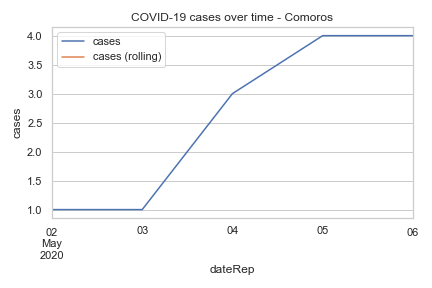 COVID-19 cases over time - Comoros
cases
cases (rolling)
4.0
3.5
3.0
2.5
2.0
1.5
1.0
cases
02
May
2020
03
04
05
06
dateRep